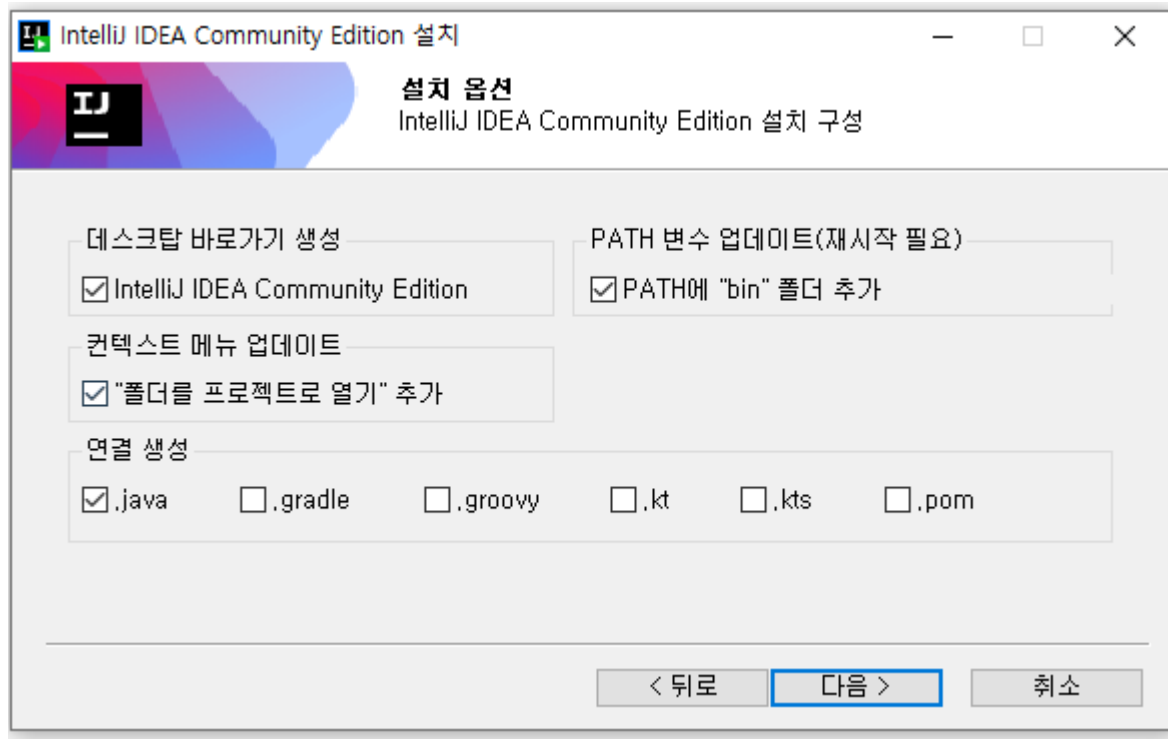 IntelliJ IDEA Community Edition 설치
IJ
설치 옵션
IntelliJ IDEA Community Edition 설치 구성
데스크탑 바로가기 생성
IntelliJ IDEA Community Edition
PATH 변수 업데이트(재시작 필요)
PATH에 "bin" 폴더 추가
컨텍스트 메뉴 업데이트
"폴더를 프로젝트로 열기" 추가
연결 생성
.java .gradle .groovy .kt .kts .pom
< 뒤로 다음 > 취소